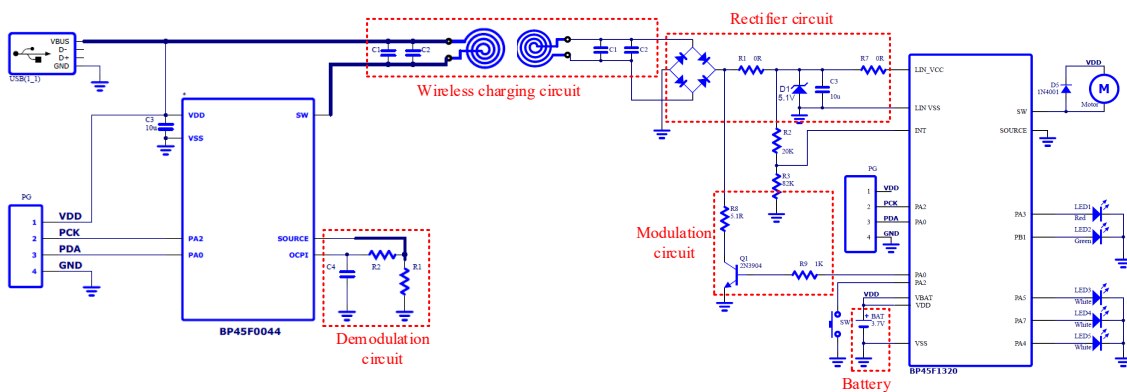 Rectifier circuit
VBUS
D-
D+
GND
USB(1_1)
C1
C2
C1
C2
Wireless charging circuit
R1
0R
R7
0R
D1
5.1V
C3
10u
LIN_VCC
LIN VSS
INT
SW
SOURCE
VDD
D5
1N4001
M
Motor
*
VDD
VSS
SW
C3
10u
R2
20K
R3
82K
PG
1
2
3
4
VDD
PCK
PDA
GND
PA2
PA0
SOURCE
OCPI
BP45F0044
C4
R2
R1
Demodulation
circuit
R8
5.1R
Modulation
circuit
Q1
2N3904
R9
1K
PG
1
2
3
4
VDD
PCK
PDA
GND
PA2
PA0
PA0
PA2
VBAT
VDD
VSS
VDD
SW
+
BAT
3.7V
Battery
PA3
PB1
PA5
PA7
PA4
LED1
Red
LED2
Green
LED3
White
LED4
White
LED5
White
BP45F1320